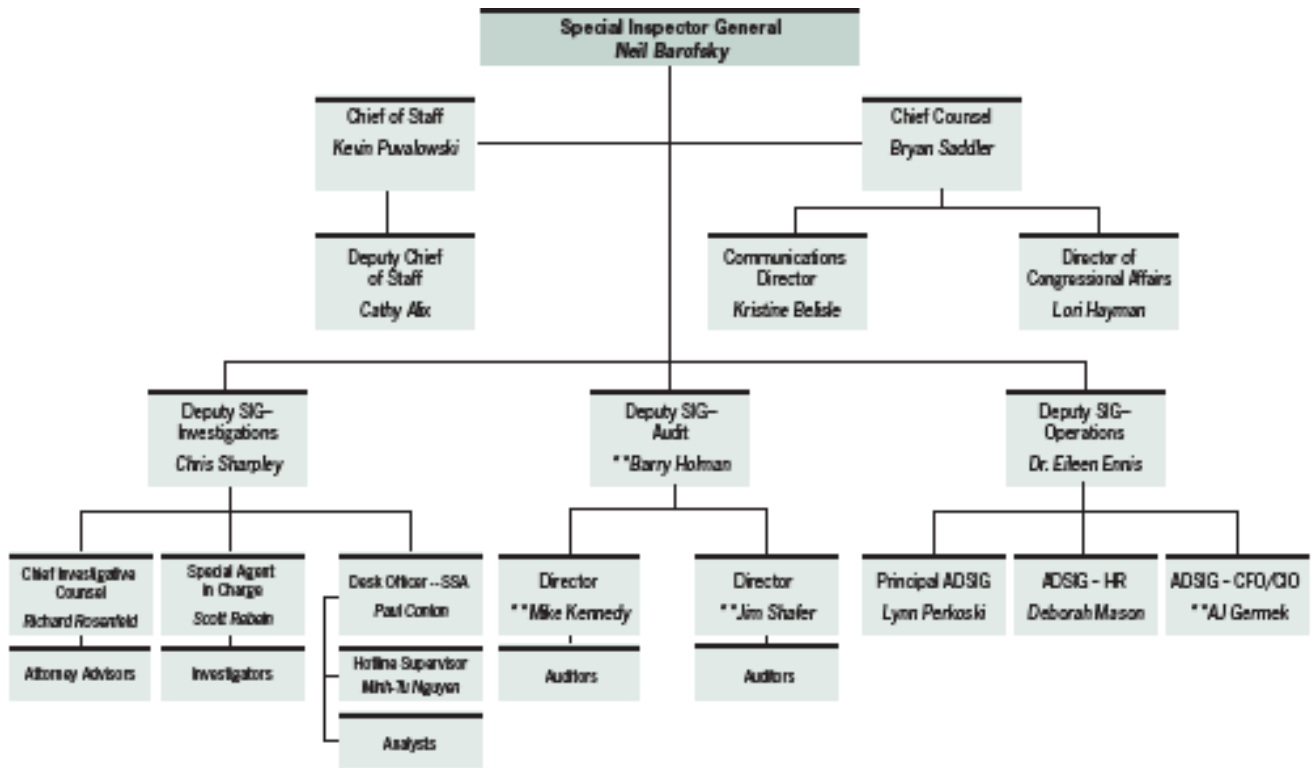 Special Inspector General
Neil Barofsky
Chief of Staff
Kevin Puvalowski
Chief Counsel
Bryan Saddler
Deputy Chief
of Staff
Cathy Alix
Communications
Director
Kristine Belisle
Director of
Congressional Affairs
Lori Hayman
Deputy SIG–
Investigations
Chris Sharpley
Deputy SIG–
Audit
**Barry Holman
Deputy SIG–
Operations
Dr. Eileen Ennis
Chief Investigative
Counsel
Richard Rosenfeld
Special Agent
in Charge
Scott Rebein
Desk Officer --SSA
Paul Conlon
Director
**Mike Kennedy
Director
**Jim Shafer
Principal ADSIG
Lynn Perkoski
ADSIG – HR
Deborah Mason
ADSIG – CFO/CIO
**AJ Germek
Attorney Advisors
Investigators
Hotline Supervisor
Minh-Tu Nguyen
Auditors
Auditors
Analysts